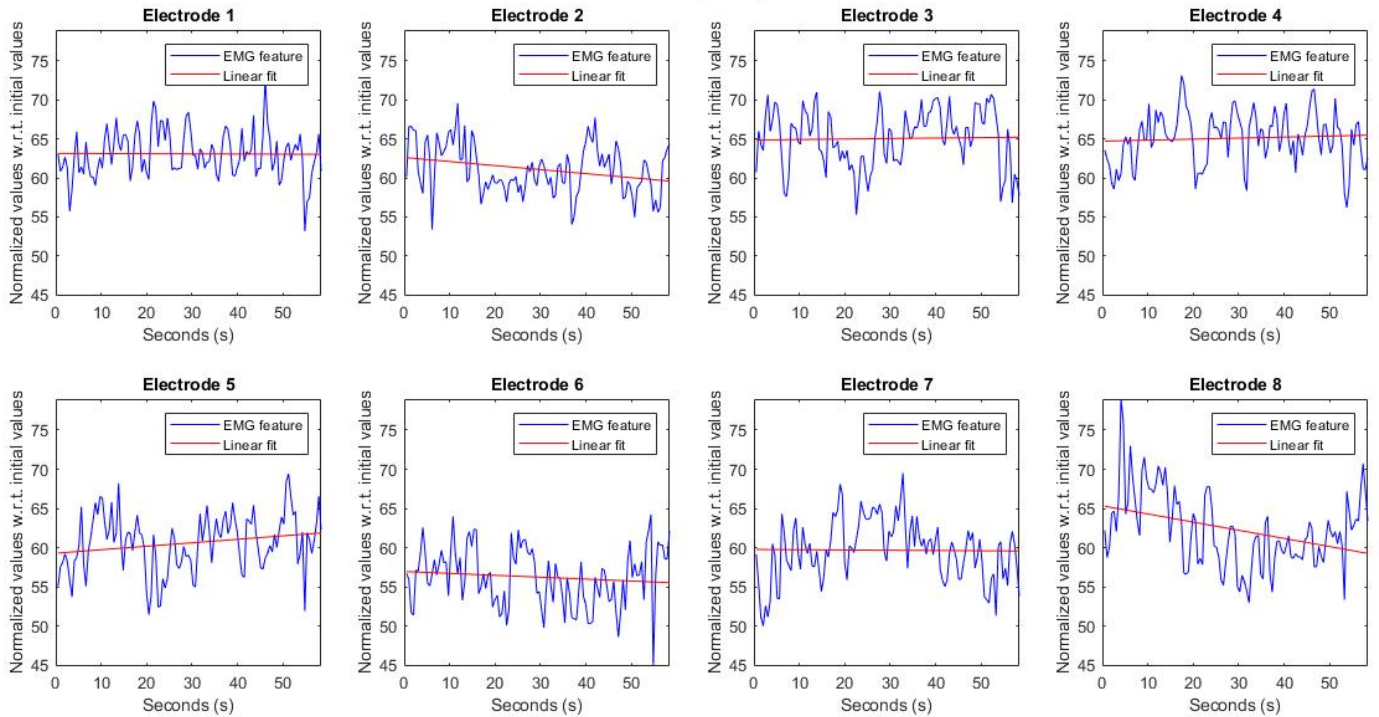 Electrode 1
Normalized values w.r.t. initial values
75
70
65
60
55
50
45
EMG feature
Linear fit
0 10 20 30 40 50
Seconds (s)
Electrode 2
Normalized values w.r.t. initial values
75
70
65
60
55
50
45
EMG feature
Linear fit
0 10 20 30 40 50
Seconds (s)
Electrode 3
Normalized values w.r.t. initial values
75
70
65
60
55
50
45
EMG feature
Linear fit
0 10 20 30 40 50
Seconds (s)
Electrode 4
Normalized values w.r.t. initial values
75
70
65
60
55
50
45
EMG feature
Linear fit
0 10 20 30 40 50
Seconds (s)
Electrode 5
Normalized values w.r.t. initial values
75
70
65
60
55
50
45
EMG feature
Linear fit
0 10 20 30 40 50
Seconds (s)
Electrode 6
Normalized values w.r.t. initial values
75
70
65
60
55
50
45
EMG feature
Linear fit
0 10 20 30 40 50
Seconds (s)
Electrode 7
Normalized values w.r.t. initial values
75
70
65
60
55
50
45
EMG feature
Linear fit
0 10 20 30 40 50
Seconds (s)
Electrode 8
Normalized values w.r.t. initial values
75
70
65
60
55
50
45
EMG feature
Linear fit
0 10 20 30 40 50
Seconds (s)